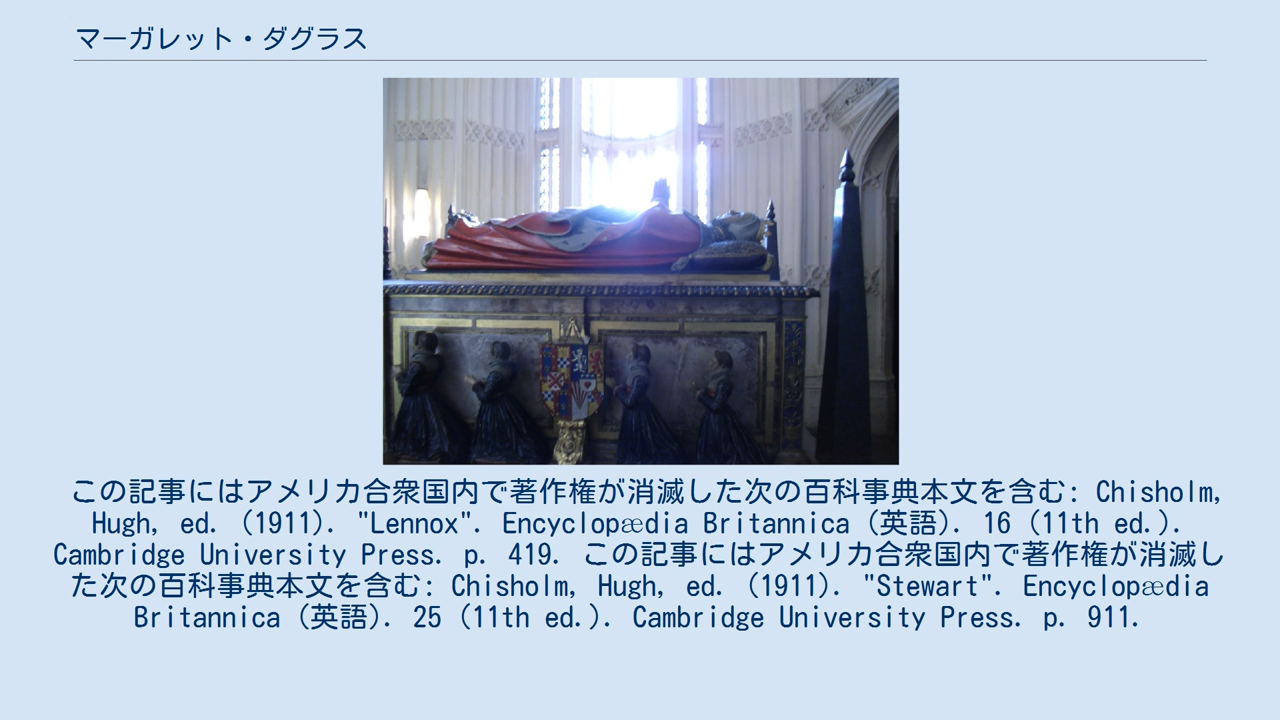 マーガレット・ダグラス
この記事にはアメリカ合衆国内で著作権が消滅した次の百科事典本文を含む: Chisholm,
Hugh, ed. (1911). "Lennox". Encyclopædia Britannica (英語). 16 (11th ed.).
Cambridge University Press. p. 419. この記事にはアメリカ合衆国内で著作権が消滅し
た次の百科事典本文を含む: Chisholm, Hugh, ed. (1911). "Stewart". Encyclopædia
Britannica (英語). 25 (11th ed.). Cambridge University Press. p. 911.